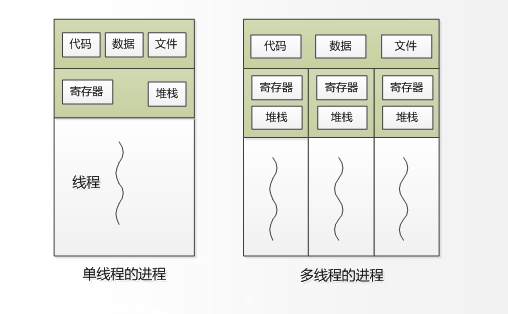 代码 数据 文件
寄存器 堆栈
线程
单线程的进程
代码 数据 文件
寄存器 寄存器 寄存器
堆栈 堆栈 堆栈
多线程的进程